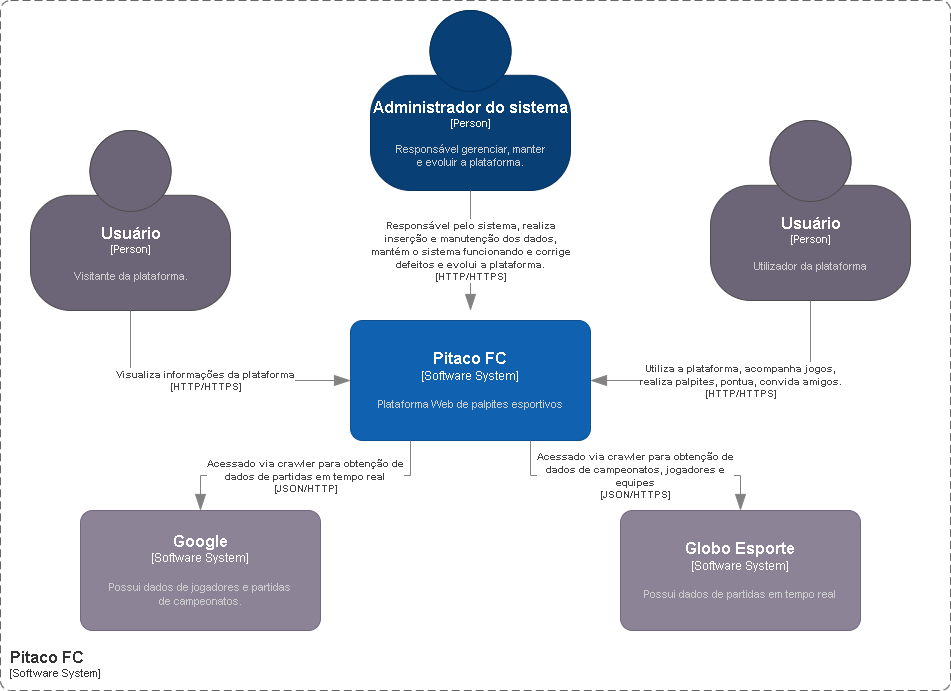 Administrador do sistema
[Person]
Responsável gerenciar, manter
e evoluir a plataforma.
Usuário
[Person]
Visitante da plataforma.
Usuário
[Person]
Utilizador da plataforma
Responsável pelo sistema, realiza
inserção e manutenção dos dados,
mantém o sistema funcionando e corrige
defeitos e evolui a plataforma.
[HTTP/HTTPS]
Visualiza informações da plataforma
[HTTP/HTTPS]
Pitaco FC
[Software System]
Plataforma Web de palpites esportivos
Utiliza a plataforma, acompanha jogos,
realiza palpites, pontua, convida amigos.
[HTTP/HTTPS]
Acessado via crawler para obtenção de
dados de partidas em tempo real
[JSON/HTTP]
Acessado via crawler para obtenção de
dados de campeonatos, jogadores e
equipes
[JSON/HTTPS]
Google
[Software System]
Possui dados de jogadores e partidas
de campeonatos.
Globo Esporte
[Software System]
Possui dados de partidas em tempo real
Pitaco FC
[Software System]